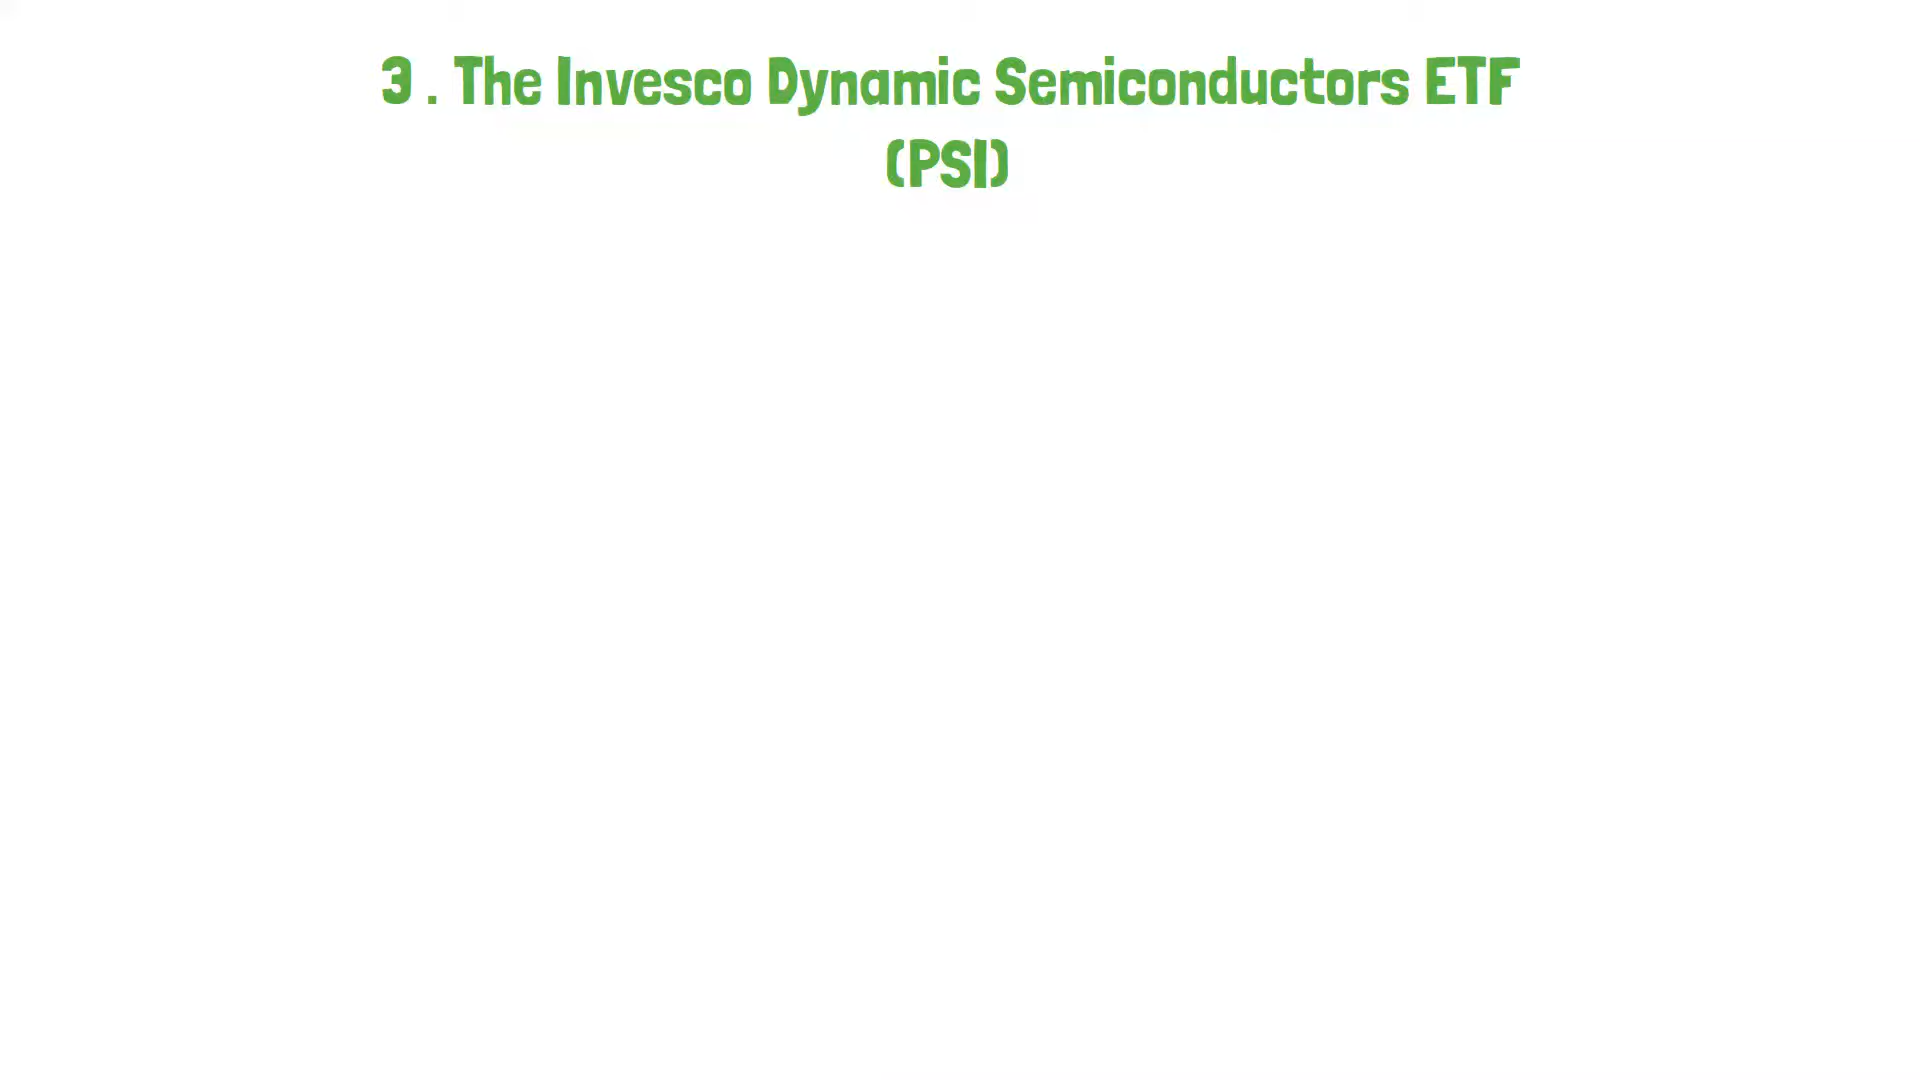 3 . The Invesco Dynamic Semiconductors ETF
(PSI)